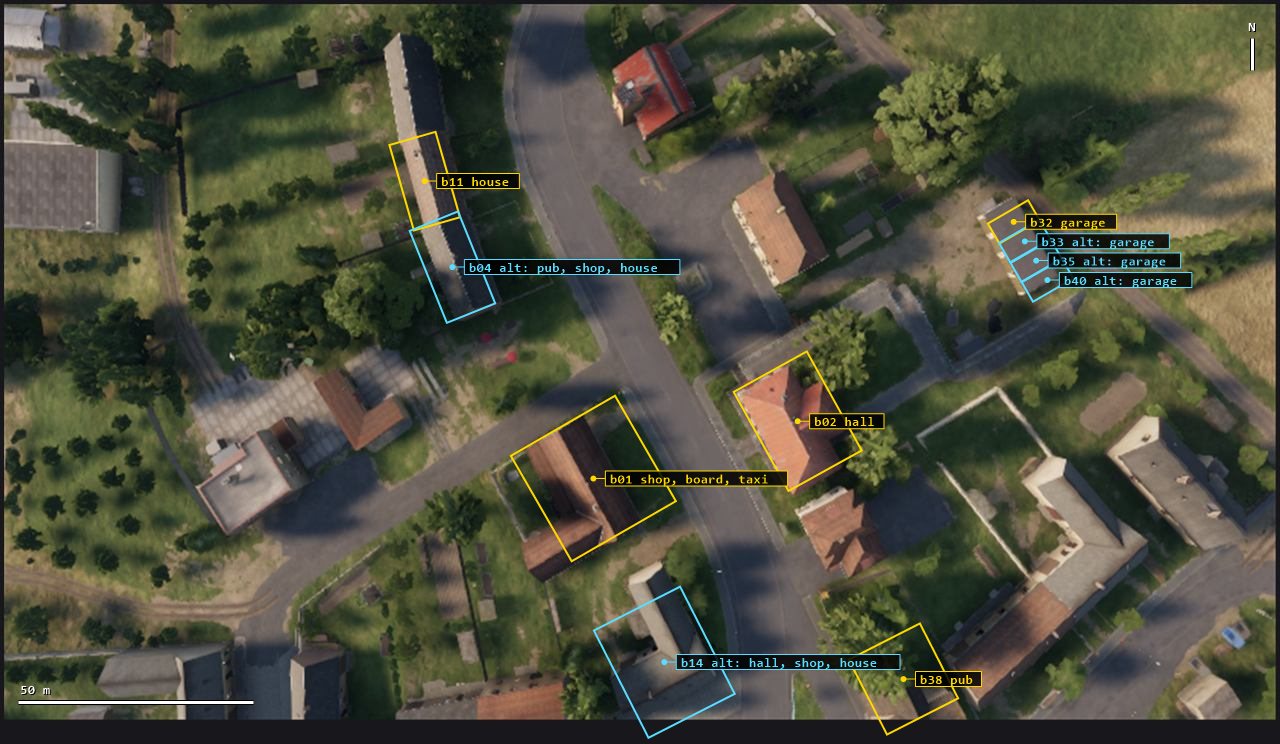 N
b11 house
b32 garage
b33 alt: garage
b35 alt: garage
b04 alt: pub, shop, house
b40 alt: garage
b02 hall
b01 shop, board, taxi
b14 alt: hall, shop, house
b38 pub
50 m